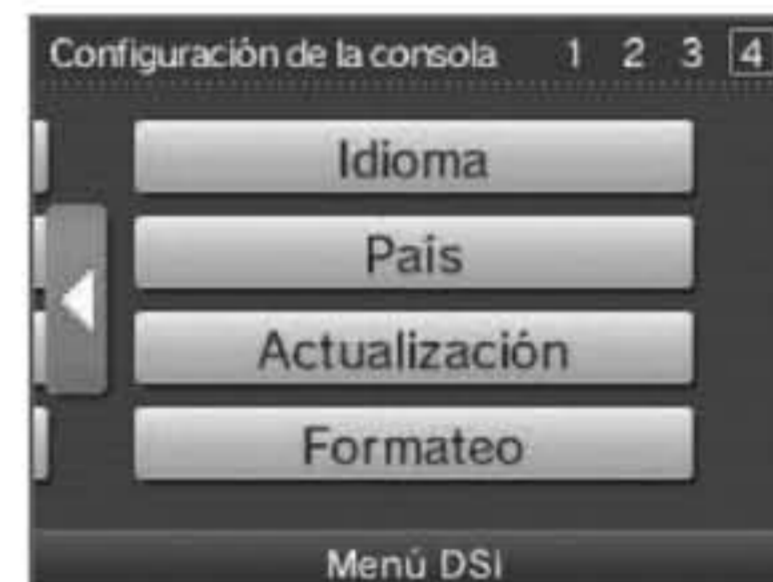 Configuración de la consola 1 2 3 4
Idioma
País
Actualización
Formateo
Menú DSi